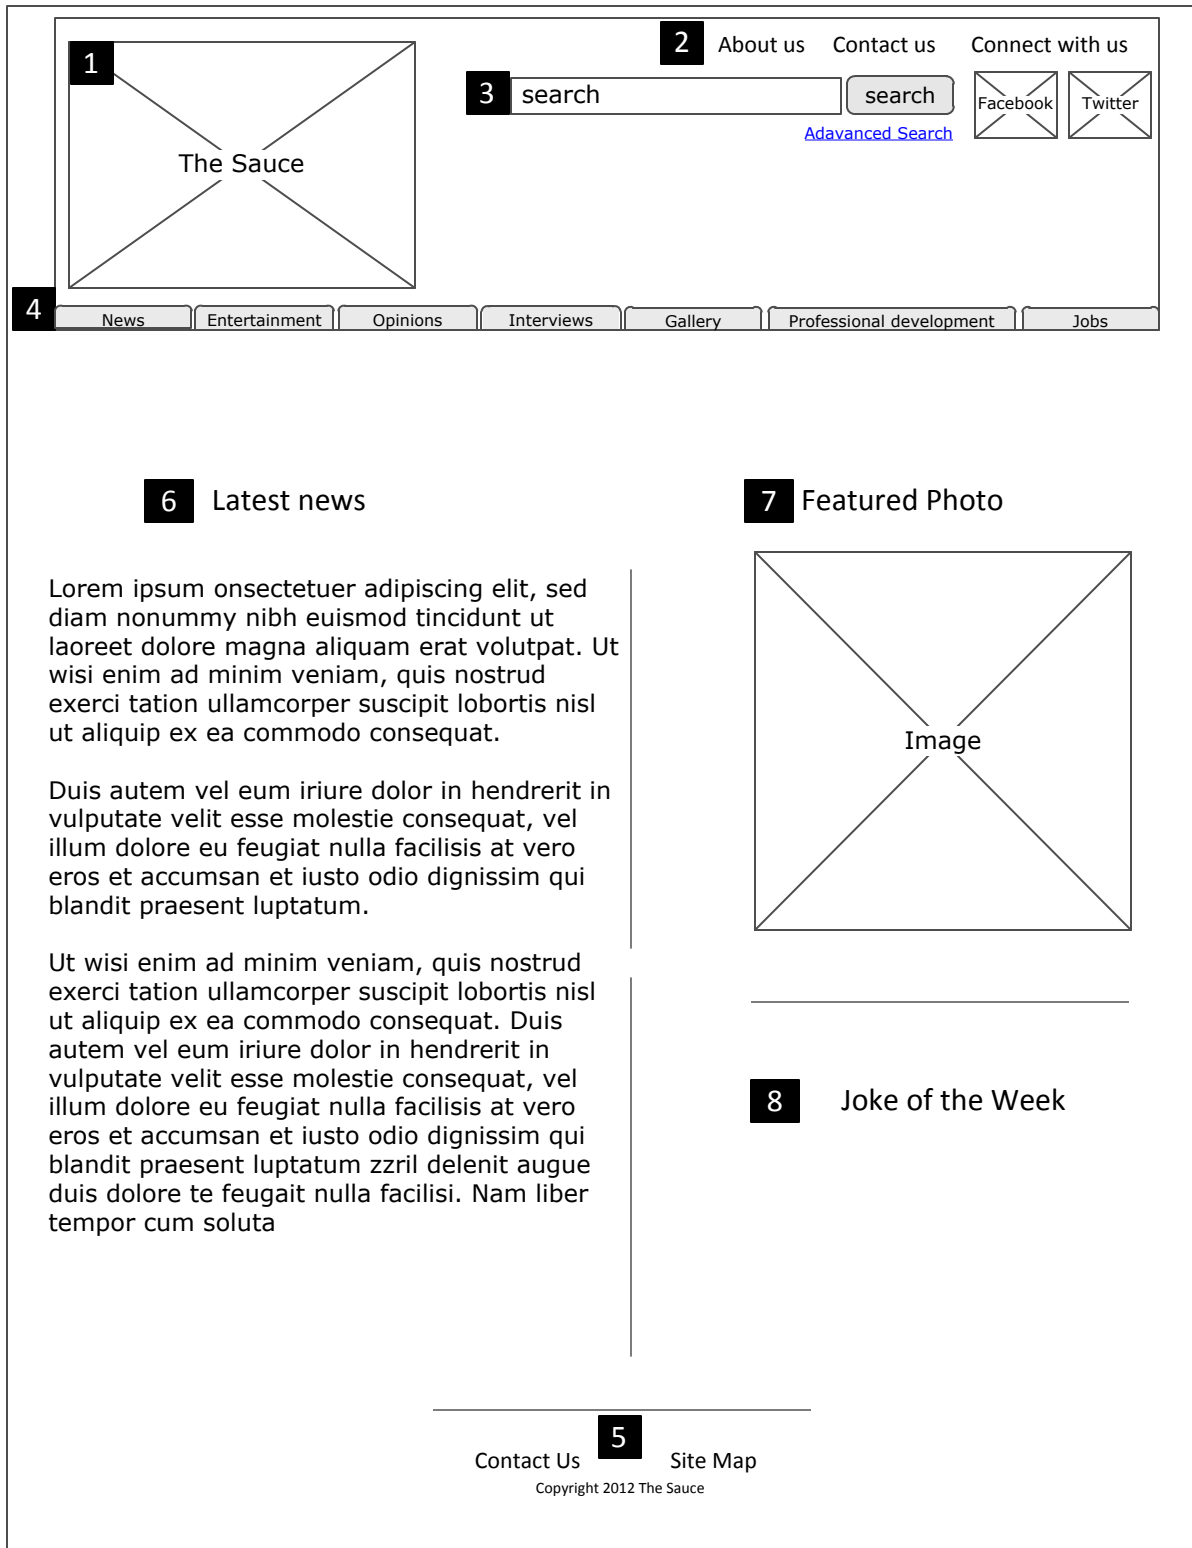 1
2 About us Contact us Connect with us
3 search search
Facebook Twitter
Adavanced Search
The Sauce
4 News Entertainment Opinions Interviews Gallery Professional development Jobs
6 Latest news
Lorem ipsum onsectetuer adipiscing elit, sed
diam nonummy nibh euismod tincidunt ut
laoreet dolore magna aliquam erat volutpat. Ut
wisi enim ad minim veniam, quis nostrud
exerci tation ullamcorper suscipit lobortis nisl
ut aliquip ex ea commodo consequat.
Duis autem vel eum iriure dolor in hendrerit in
vulputate velit esse molestie consequat, vel
illum dolore eu feugiat nulla facilisis at vero
eros et accumsan et iusto odio dignissim qui
blandit praesent luptatum.
Ut wisi enim ad minim veniam, quis nostrud
exerci tation ullamcorper suscipit lobortis nisl
ut aliquip ex ea commodo consequat. Duis
autem vel eum iriure dolor in hendrerit in
vulputate velit esse molestie consequat, vel
illum dolore eu feugiat nulla facilisis at vero
eros et accumsan et iusto odio dignissim qui
blandit praesent luptatum zzril delenit augue
duis dolore te feugait nulla facilisi. Nam liber
tempor cum soluta
7 Featured Photo
Image
8 Joke of the Week
5
Contact Us Site Map
Copyright 2012 The Sauce